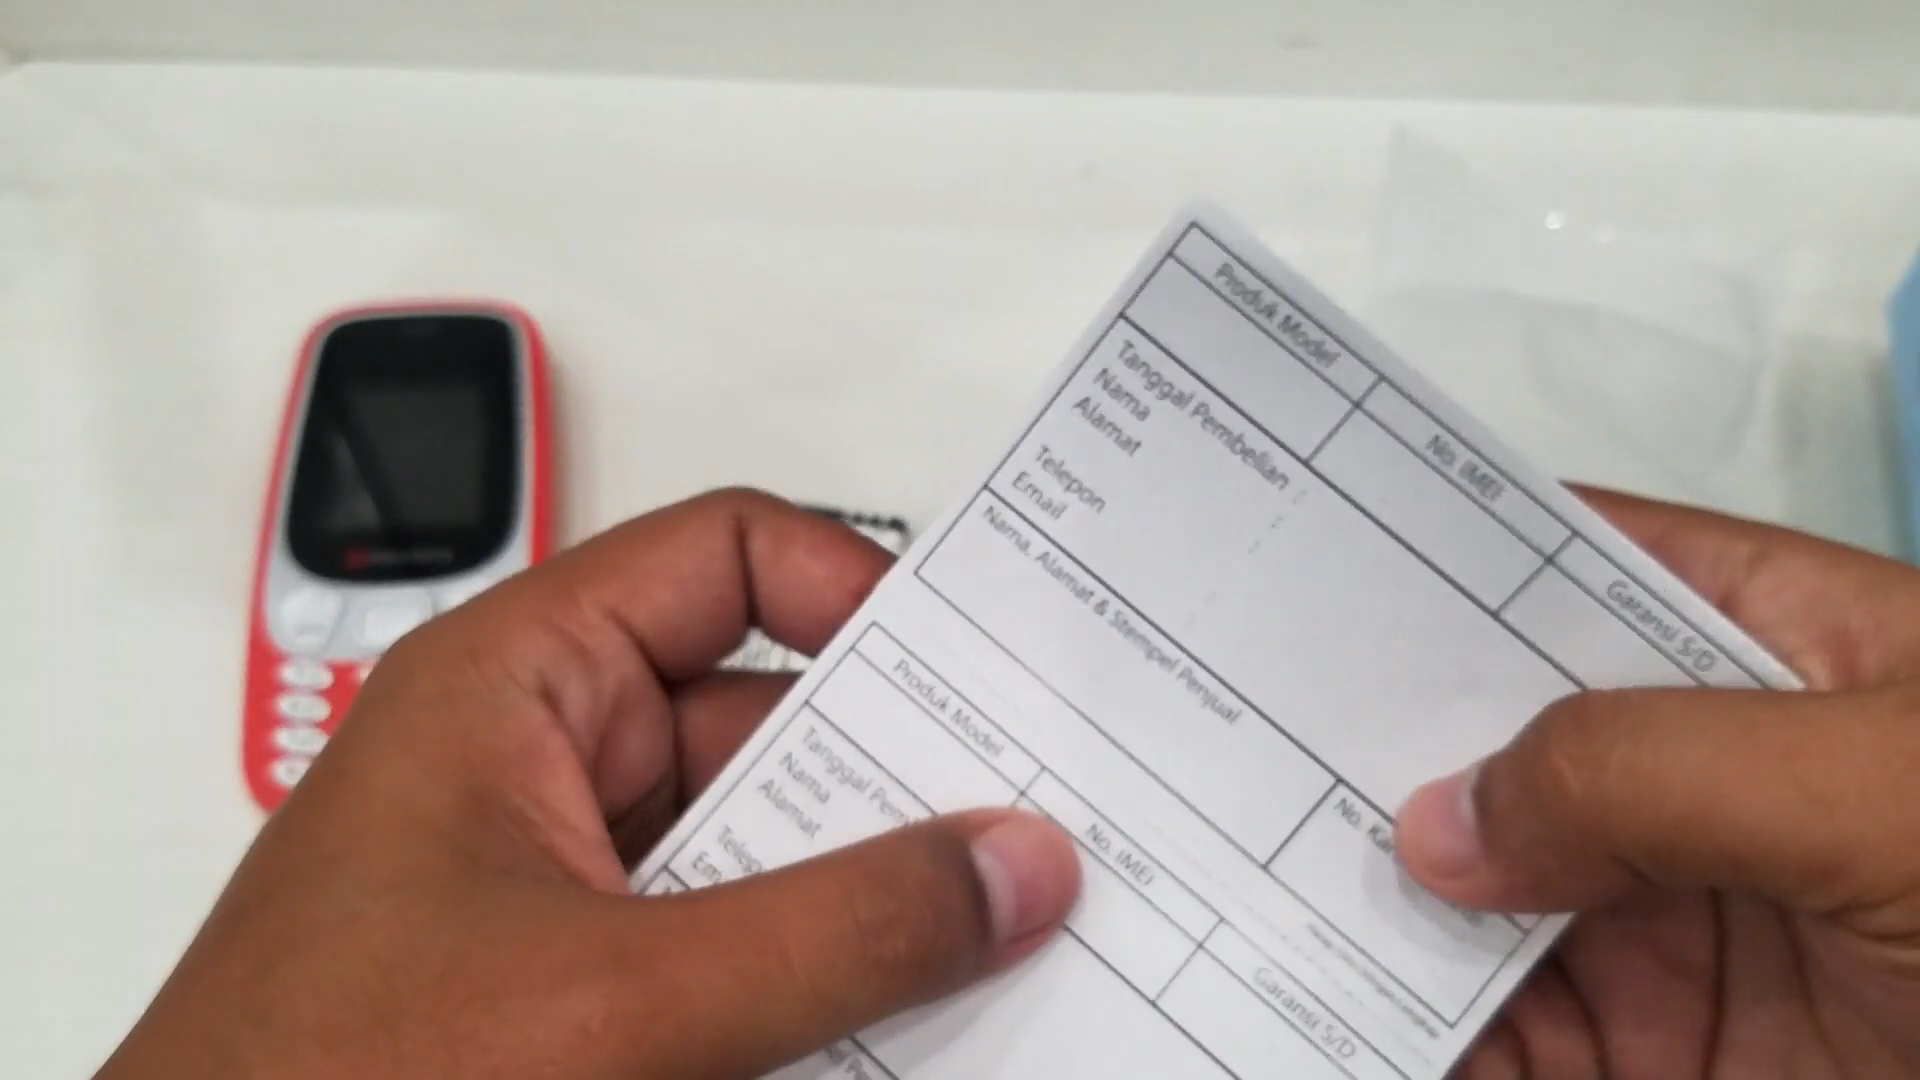 Produk Model
No. IMEI
Garansi S/D
Tanggal Pembelian :
Nama :
Alamat :
Telepon :
Email :
Nama, Alamat & Stempel Penjual
No.
Produk Model
No. IMEI
Garansi S/D
Tanggal
Nama
Alamat